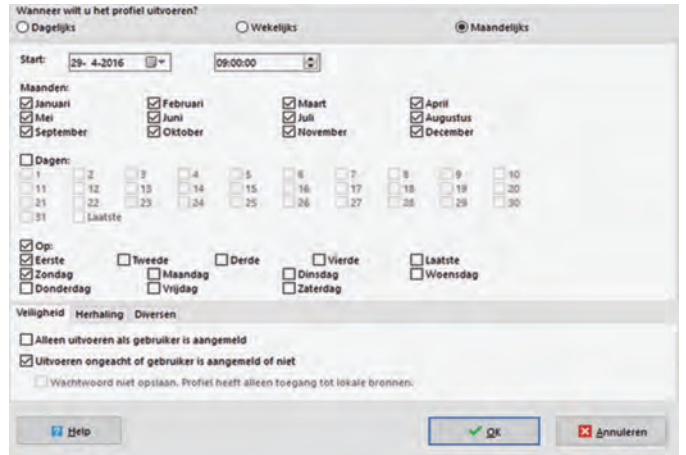 Wanneer wilt u het profiel uitvoeren?
Dagelijks Wekelijks Maandelijks
Start: 29- 4-2016 09:00:00
Maanden:
Januari Februari Maart April
Mei Juni Juli Augustus
September Oktober November December
Dagen:
1 2 3 4 5 6 7 8 9 10
11 12 13 14 15 16 17 18 19 20
21 22 23 24 25 26 27 28 29 30
31 Laatste
Op:
Eerste Tweede Derde Vierde Laatste
Zondag Maandag Dinsdag Woensdag
Donderdag Vrijdag Zaterdag
Veiligheid Herhaling Diversen
Alleen uitvoeren als gebruiker is aangemeld
Uitvoeren ongeacht of gebruiker is aangemeld of niet
Wachtwoord niet opslaan. Profiel heeft alleen toegang tot lokale bronnen.
Help OK Annuleren